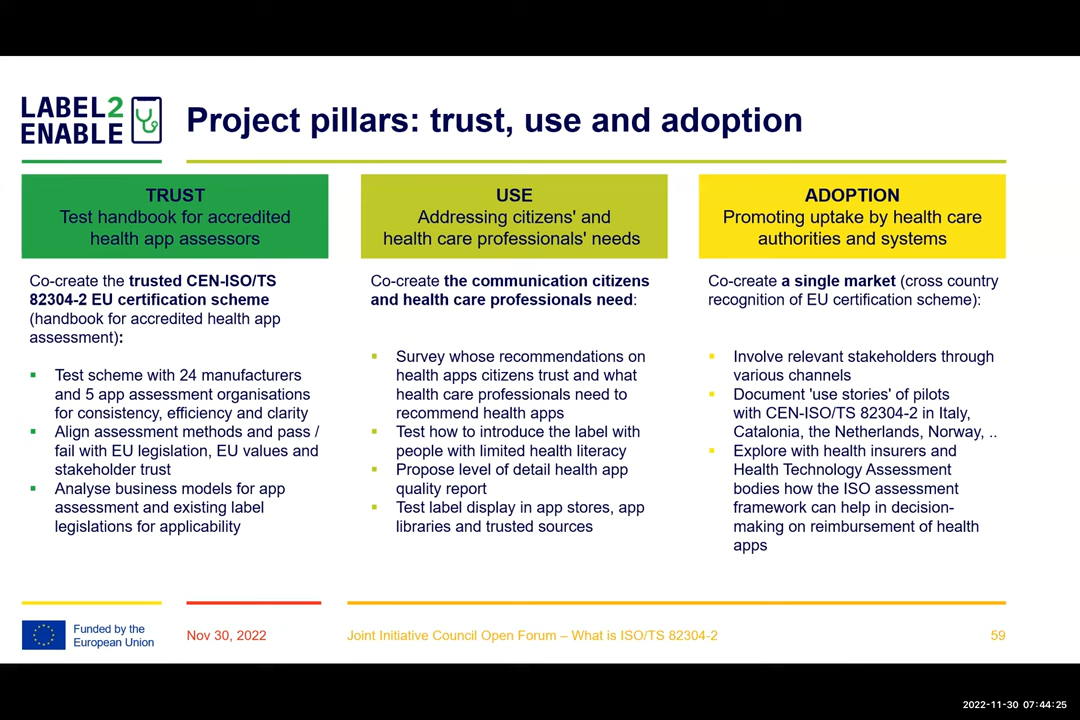 LABEL2
ENABLE
Project pillars: trust, use and adoption
TRUST
Test handbook for accredited
health app assessors
Co-create the trusted CEN-ISO/TS
82304-2 EU certification scheme
(handbook for accredited health app
assessment):
▪ Test scheme with 24 manufacturers
and 5 app assessment organisations
for consistency, efficiency and clarity
▪ Align assessment methods and pass /
fail with EU legislation, EU values and
stakeholder trust
▪ Analyse business models for app
assessment and existing label
legislations for applicability
USE
Addressing citizens' and
health care professionals' needs
Co-create the communication citizens
and health care professionals need:
▪ Survey whose recommendations on
health apps citizens trust and what
health care professionals need to
recommend health apps
▪ Test how to introduce the label with
people with limited health literacy
▪ Propose level of detail health app
quality report
▪ Test label display in app stores, app
libraries and trusted sources
ADOPTION
Promoting uptake by health care
authorities and systems
Co-create a single market (cross country
recognition of EU certification scheme):
▪ Involve relevant stakeholders through
various channels
▪ Document 'use stories' of pilots
with CEN-ISO/TS 82304-2 in Italy,
Catalonia, the Netherlands, Norway, ..
▪ Explore with health insurers and
Health Technology Assessment
bodies how the ISO assessment
framework can help in decision-
making on reimbursement of health
apps
Funded by the
European Union
Nov 30, 2022
Joint Initiative Council Open Forum – What is ISO/TS 82304-2
59
2022-11-30 07:44:25